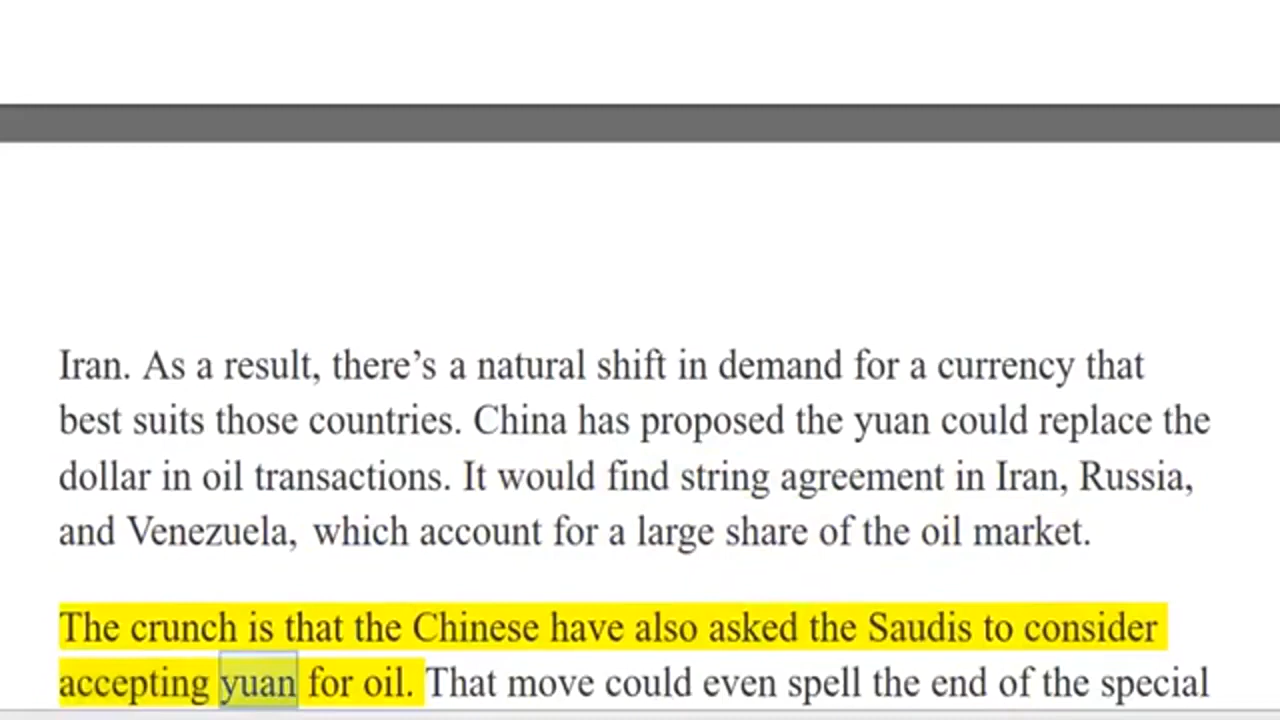 Iran. As a result, there’s a natural shift in demand for a currency that
best suits those countries. China has proposed the yuan could replace the
dollar in oil transactions. It would find string agreement in Iran, Russia,
and Venezuela, which account for a large share of the oil market.
The crunch is that the Chinese have also asked the Saudis to consider
accepting yuan for oil. That move could even spell the end of the special